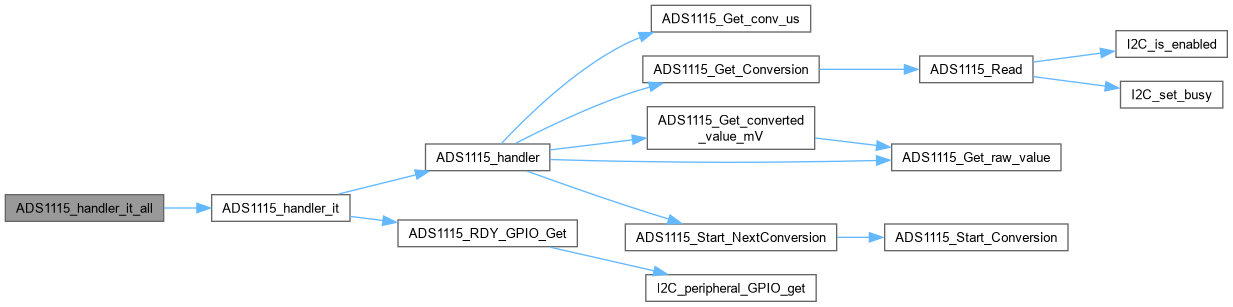 ADS1115_handler_it_all
ADS1115_handler_it
ADS1115_handler
ADS1115_RDY_GPIO_Get
ADS1115_Get_conv_us
ADS1115_Get_Conversion
ADS1115_Get_converted
_value_mV
ADS1115_Start_NextConversion
I2C_peripheral_GPIO_get
ADS1115_Read
ADS1115_Get_raw_value
ADS1115_Start_Conversion
I2C_is_enabled
I2C_set_busy